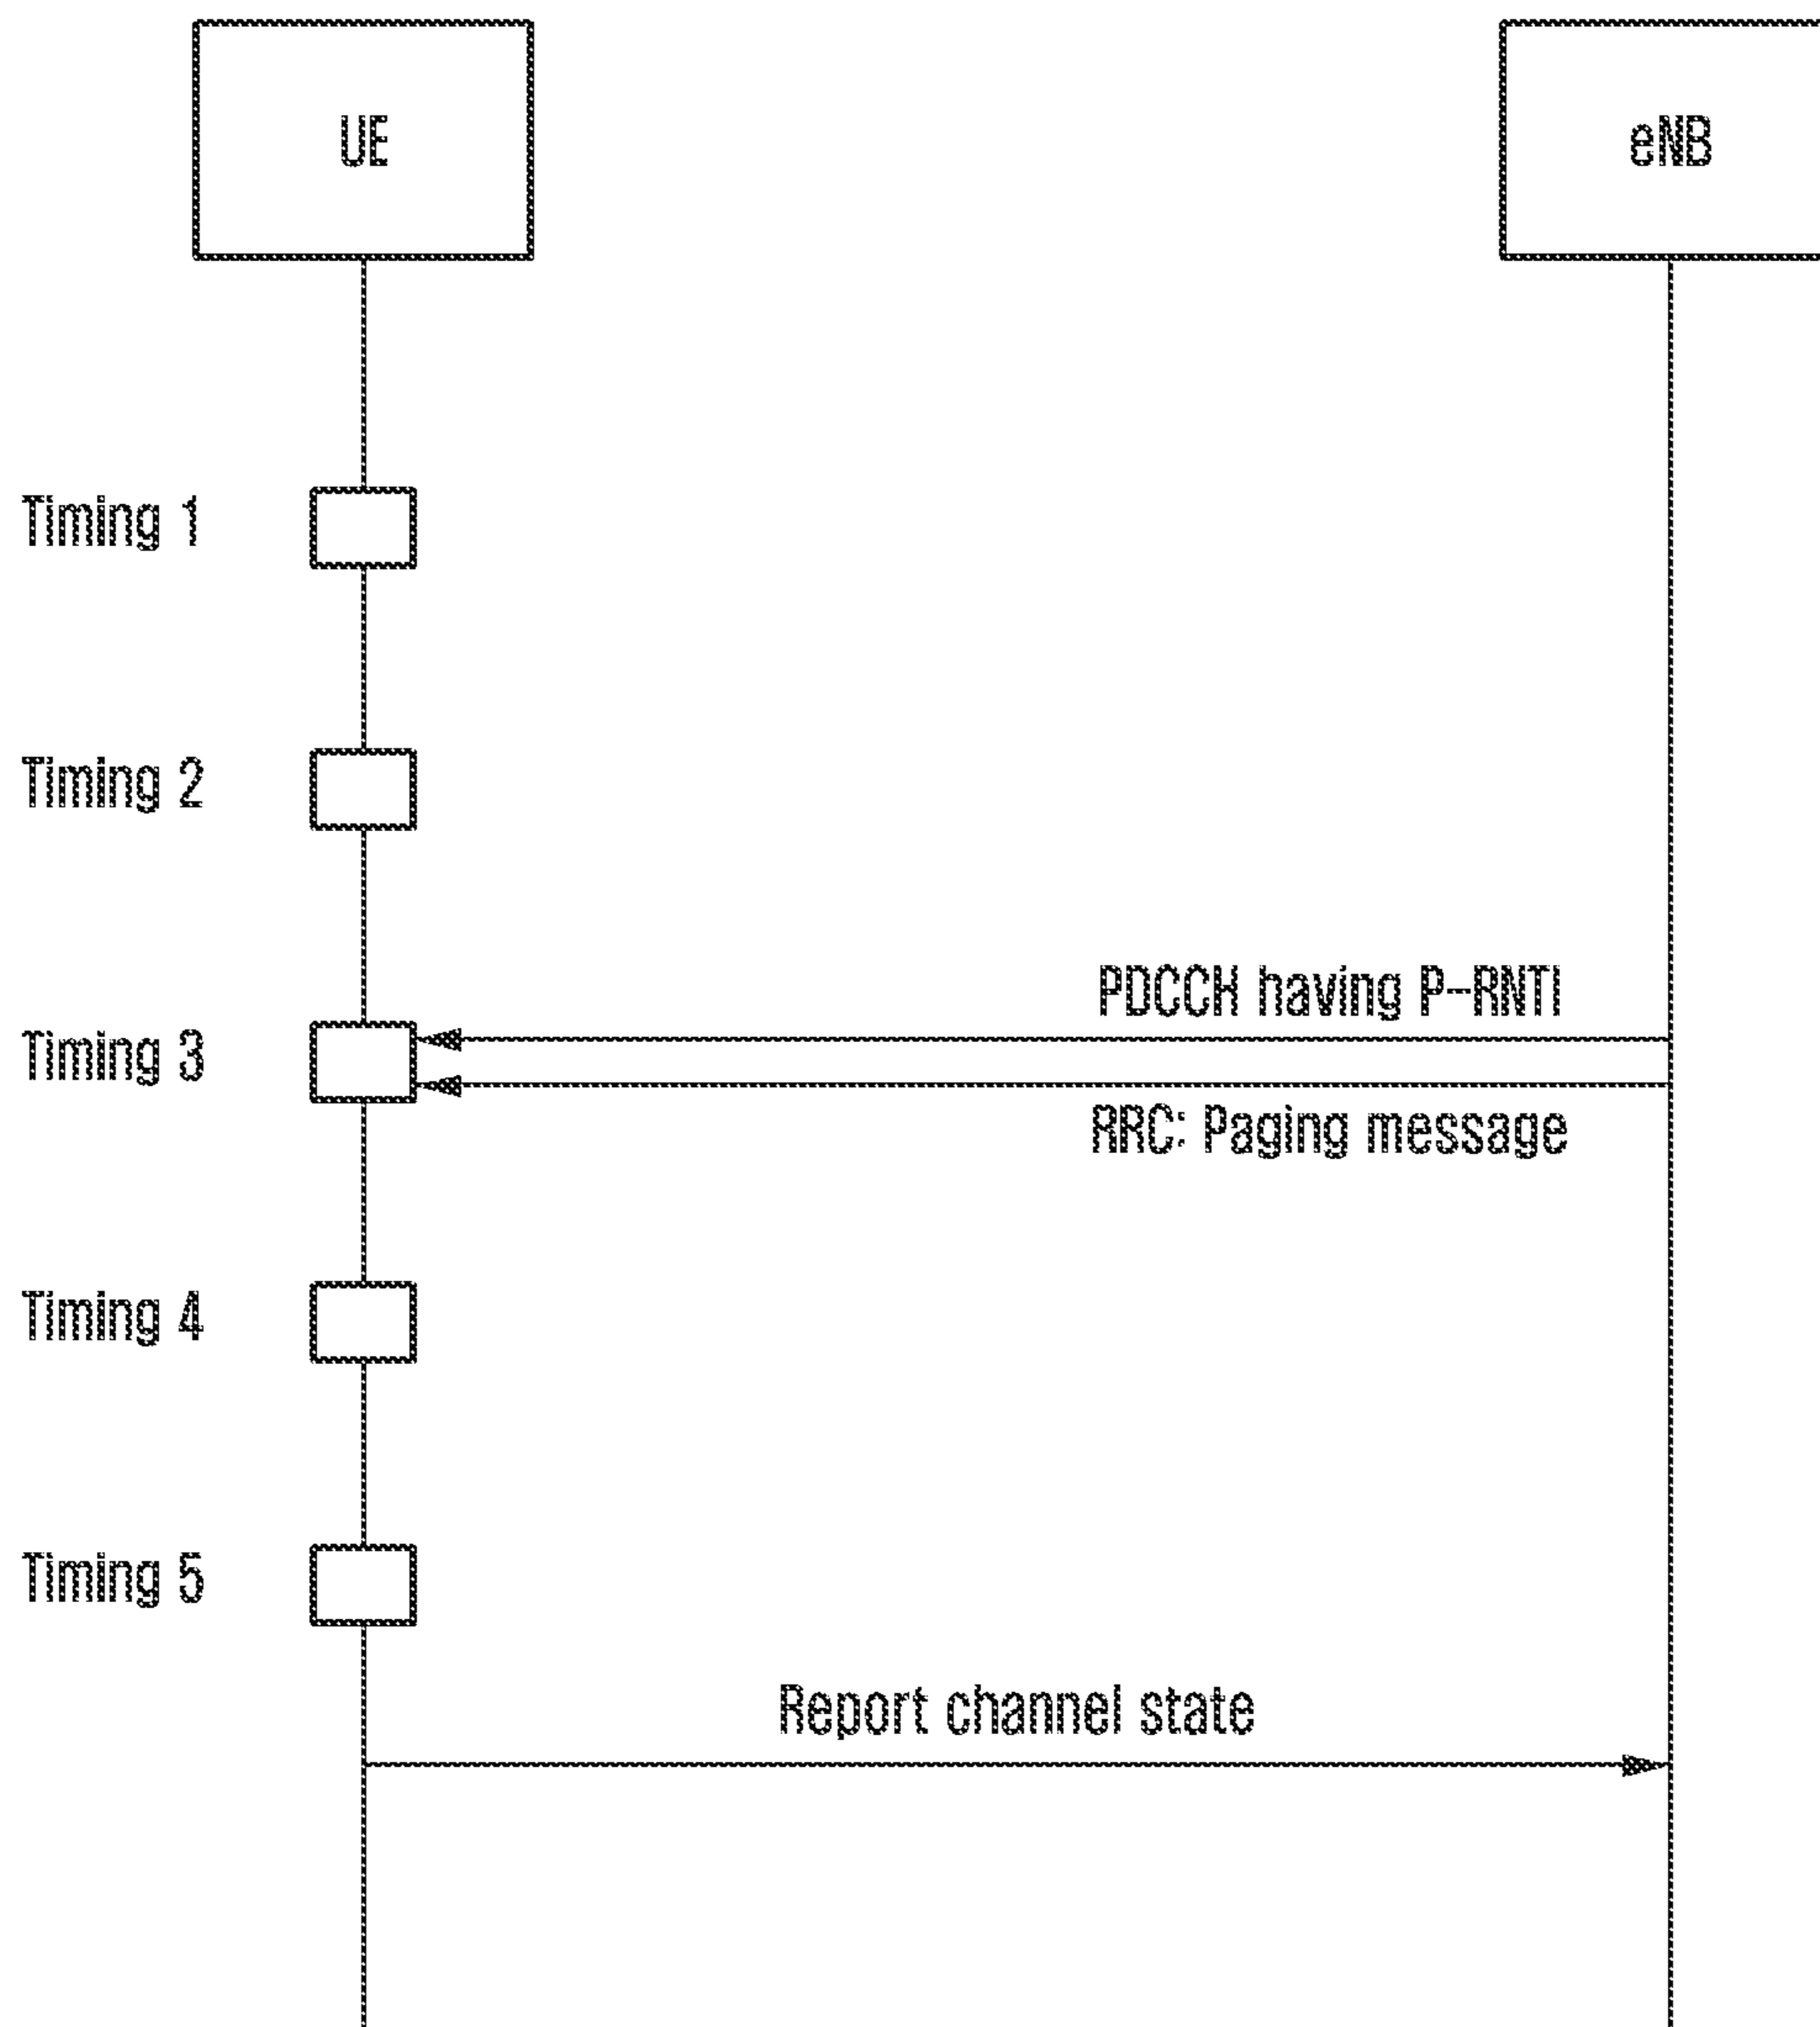 UE
eNB
Timing 1
Timing 2
PDCCH having P-RNTI
Timing 3
RRC: Paging message
Timing 4
Timing 5
Report channel state